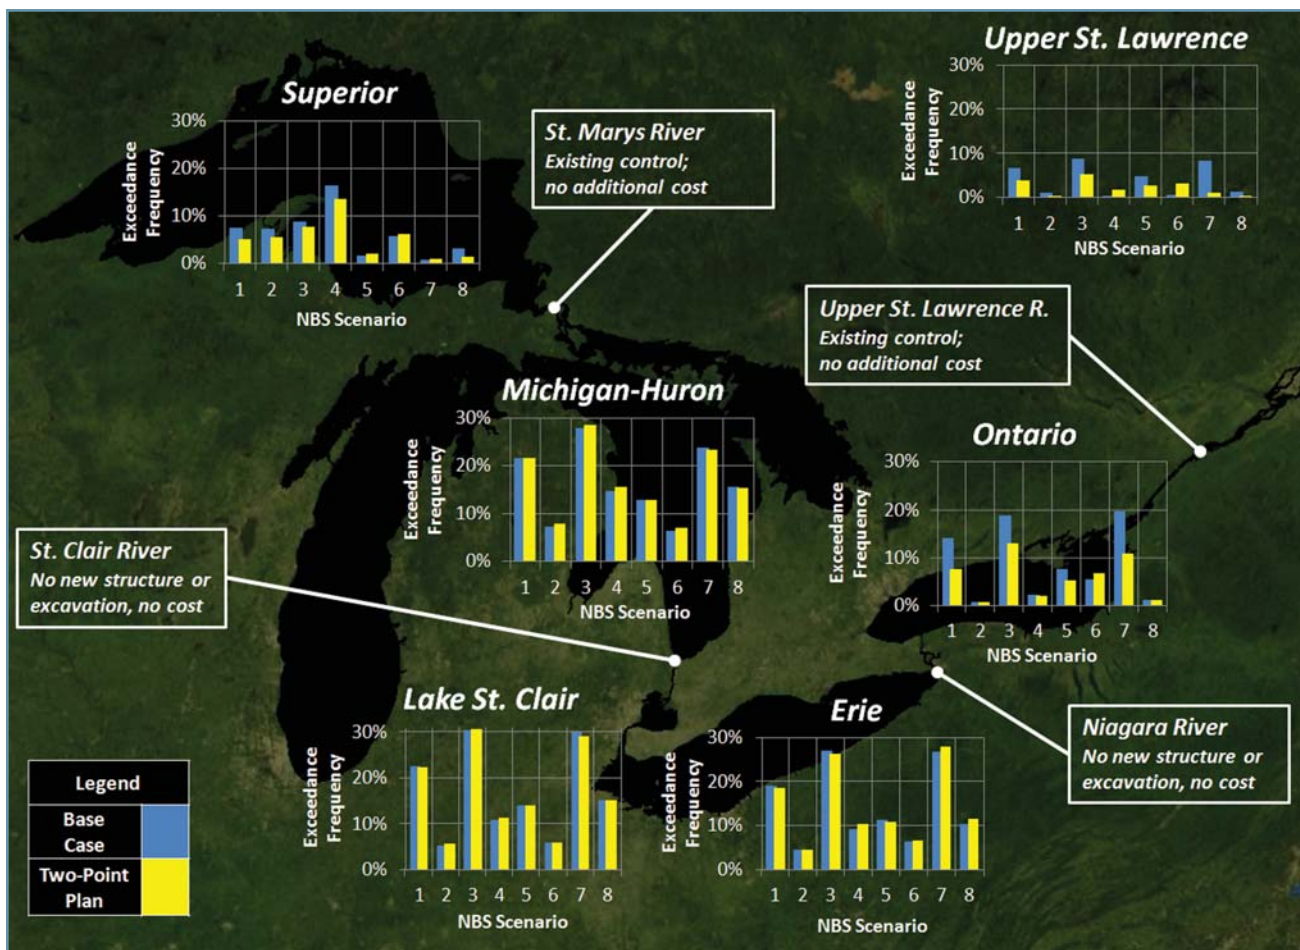 Upper St. Lawrence
30%
20%
10%
0%
Exceedance
Frequency
1 2 3 4 5 6 7 8
NBS Scenario
Superior
30%
20%
10%
0%
Exceedance
Frequency
1 2 3 4 5 6 7 8
NBS Scenario
St. Marys River
Existing control;
no additional cost
Upper St. Lawrence R.
Existing control;
no additional cost
Michigan-Huron
30%
20%
10%
0%
Exceedance
Frequency
1 2 3 4 5 6 7 8
NBS Scenario
Ontario
30%
20%
10%
0%
Exceedance
Frequency
1 2 3 4 5 6 7 8
NBS Scenario
St. Clair River
No new structure or
excavation, no cost
Lake St. Clair
30%
20%
10%
0%
Exceedance
Frequency
1 2 3 4 5 6 7 8
NBS Scenario
Erie
30%
20%
10%
0%
Exceedance
Frequency
1 2 3 4 5 6 7 8
NBS Scenario
Niagara River
No new structure or
excavation, no cost
Legend
Base
Case
Two-Point
Plan